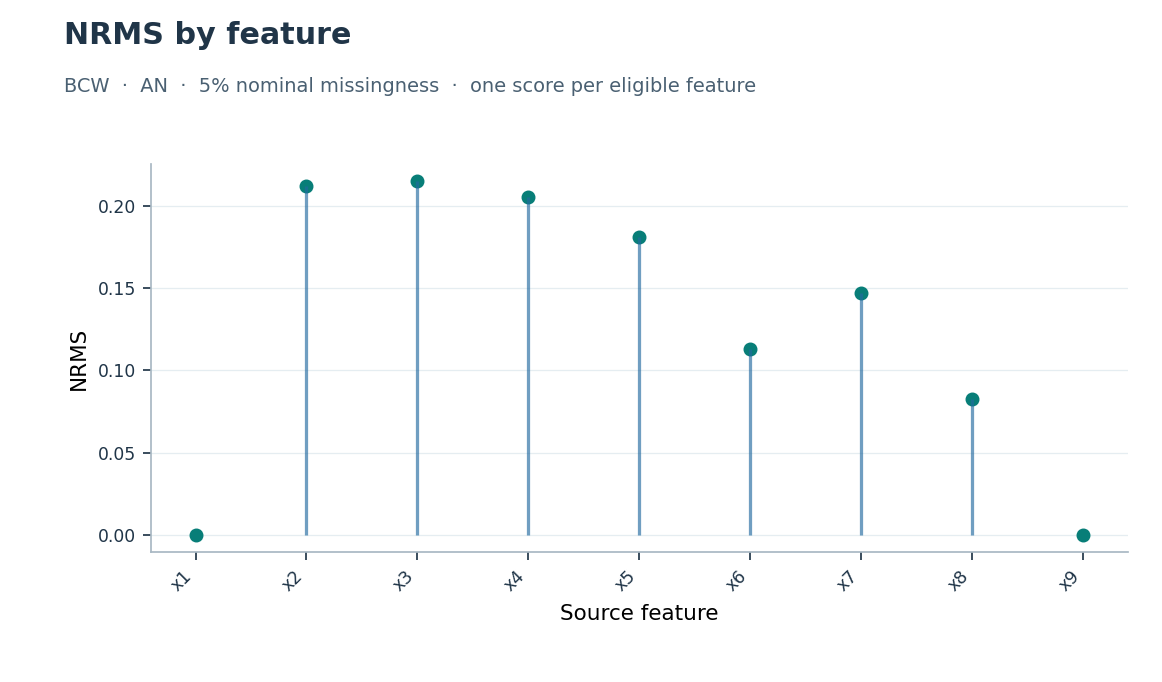 NRMS by feature
BCW · AN · 5% nominal missingness · one score per eligible feature
NRMS
0.20
0.15
0.10
0.05
0.00
x1 x2 x3 x4 x5 x6 x7 x8 x9
Source feature